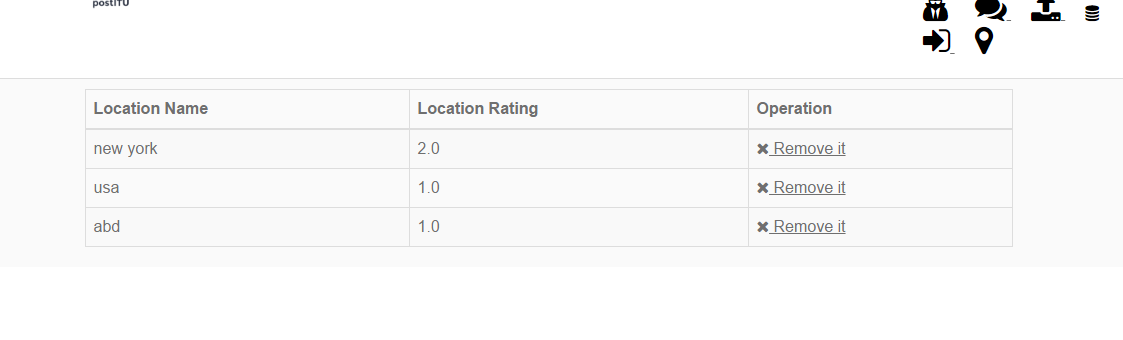 postITU
Location Name Location Rating Operation
new york 2.0 Remove it
usa 1.0 Remove it
abd 1.0 Remove it